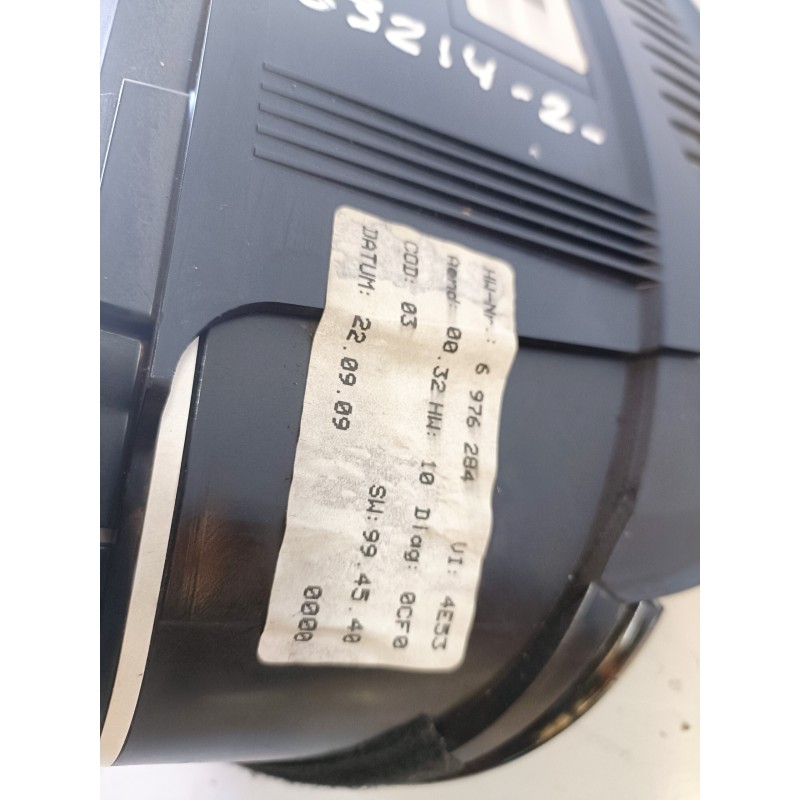 3214-2-
HW-Nr.: 6 976 284 VI: 4E53
Aend: 00.32 HW: 10 Diag: 0CF0
COD: 03 SW:99.45.40
DATUM: 22.09.09 0000